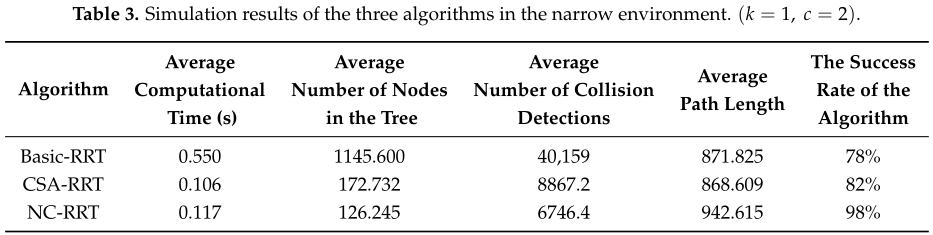 Table 3. Simulation results of the three algorithms in the narrow environment. (k = 1, c = 2).
Algorithm Average Computational Time (s) Average Number of Nodes in the Tree Average Number of Collision Detections Average Path Length The Success Rate of the Algorithm
Basic-RRT 0.550 1145.600 40,159 871.825 78%
CSA-RRT 0.106 172.732 8867.2 868.609 82%
NC-RRT 0.117 126.245 6746.4 942.615 98%